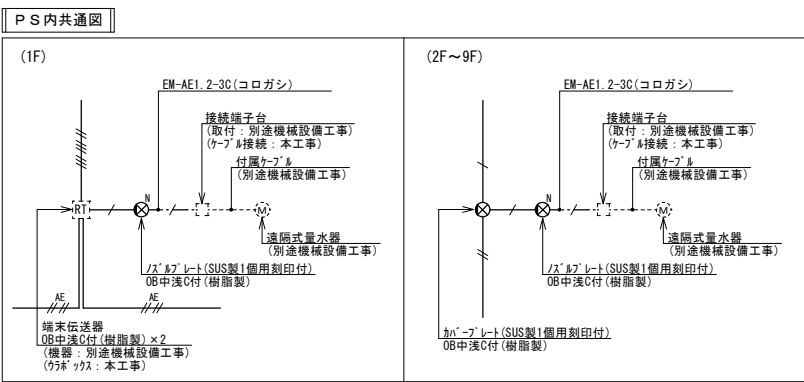 ＰＳ内共通図
(1F)
EM-AE1.2-3C(コロガシ)
接続端子台
(取付：別途機械設備工事)
(ｹｰﾌﾞﾙ接続：本工事)
付属ｹｰﾌﾞﾙ
(別途機械設備工事)
RT
N
M
遠隔式量水器
(別途機械設備工事)
ﾉｽﾞﾙﾌﾟﾚｰﾄ(SUS製1個用刻印付)
OB中浅C付(樹脂製)
AE
AE
端末伝送器
OB中浅C付(樹脂製)×2
(機器：別途機械設備工事)
(ｳﾗﾎﾞｯｸｽ：本工事)
(2F～9F)
EM-AE1.2-3C(コロガシ)
接続端子台
(取付：別途機械設備工事)
(ｹｰﾌﾞﾙ接続：本工事)
付属ｹｰﾌﾞﾙ
(別途機械設備工事)
N
M
遠隔式量水器
(別途機械設備工事)
ﾉｽﾞﾙﾌﾟﾚｰﾄ(SUS製1個用刻印付)
OB中浅C付(樹脂製)
ｶﾊﾞｰﾌﾟﾚｰﾄ(SUS製1個用刻印付)
OB中浅C付(樹脂製)